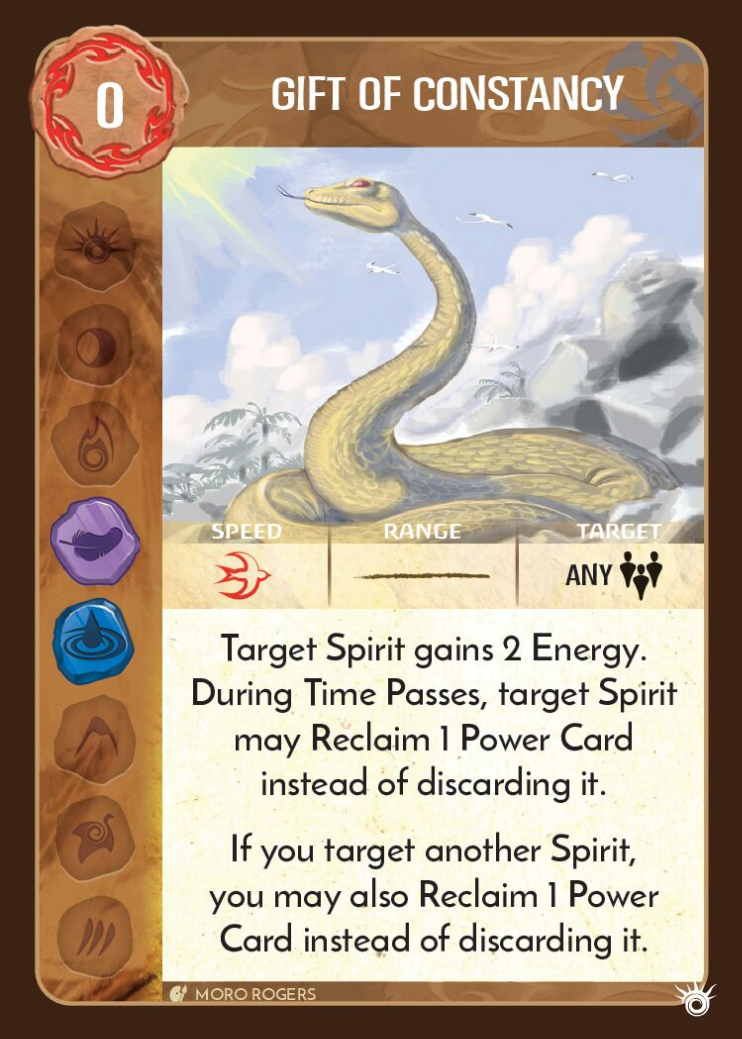 0
GIFT OF CONSTANCY
SPEED RANGE TARGET
ANY
Target Spirit gains 2 Energy.
During Time Passes, target Spirit
may Reclaim 1 Power Card
instead of discarding it.
If you target another Spirit,
you may also Reclaim 1 Power
Card instead of discarding it.
MORO ROGERS